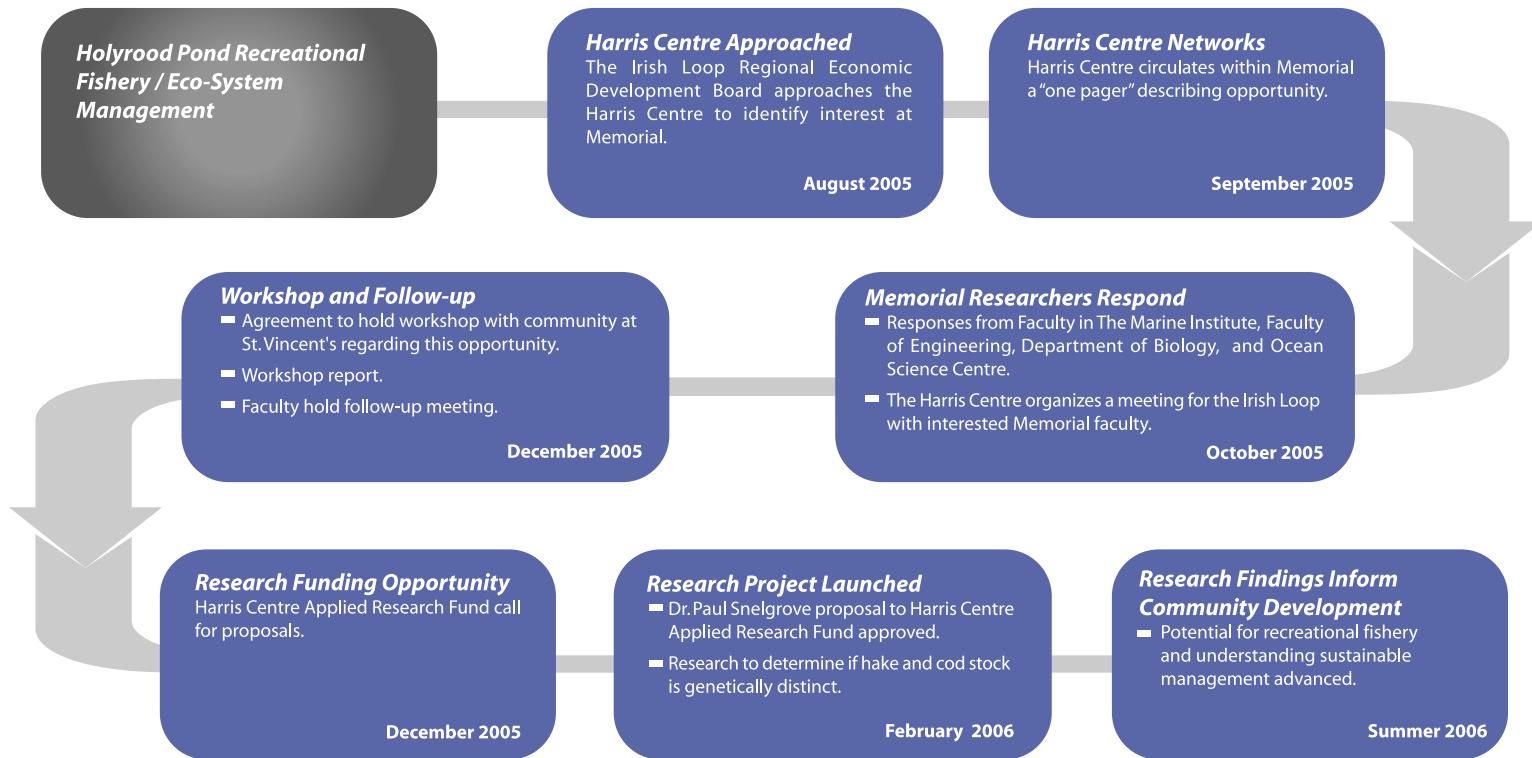 Holyrood Pond Recreational
Fishery / Eco-System
Management
Harris Centre Approached
The Irish Loop Regional Economic
Development Board approaches the
Harris Centre to identify interest at
Memorial.
August 2005
Harris Centre Networks
Harris Centre circulates within Memorial
a “one pager” describing opportunity.
September 2005
Memorial Researchers Respond
Responses from Faculty in The Marine Institute, Faculty
of Engineering, Department of Biology, and Ocean
Science Centre.
The Harris Centre organizes a meeting for the Irish Loop
with interested Memorial faculty.
October 2005
Workshop and Follow-up
Agreement to hold workshop with community at
St. Vincent's regarding this opportunity.
Workshop report.
Faculty hold follow-up meeting.
December 2005
Research Funding Opportunity
Harris Centre Applied Research Fund call
for proposals.
December 2005
Research Project Launched
Dr. Paul Snelgrove proposal to Harris Centre
Applied Research Fund approved.
Research to determine if hake and cod stock
is genetically distinct.
February 2006
Research Findings Inform
Community Development
Potential for recreational fishery
and understanding sustainable
management advanced.
Summer 2006